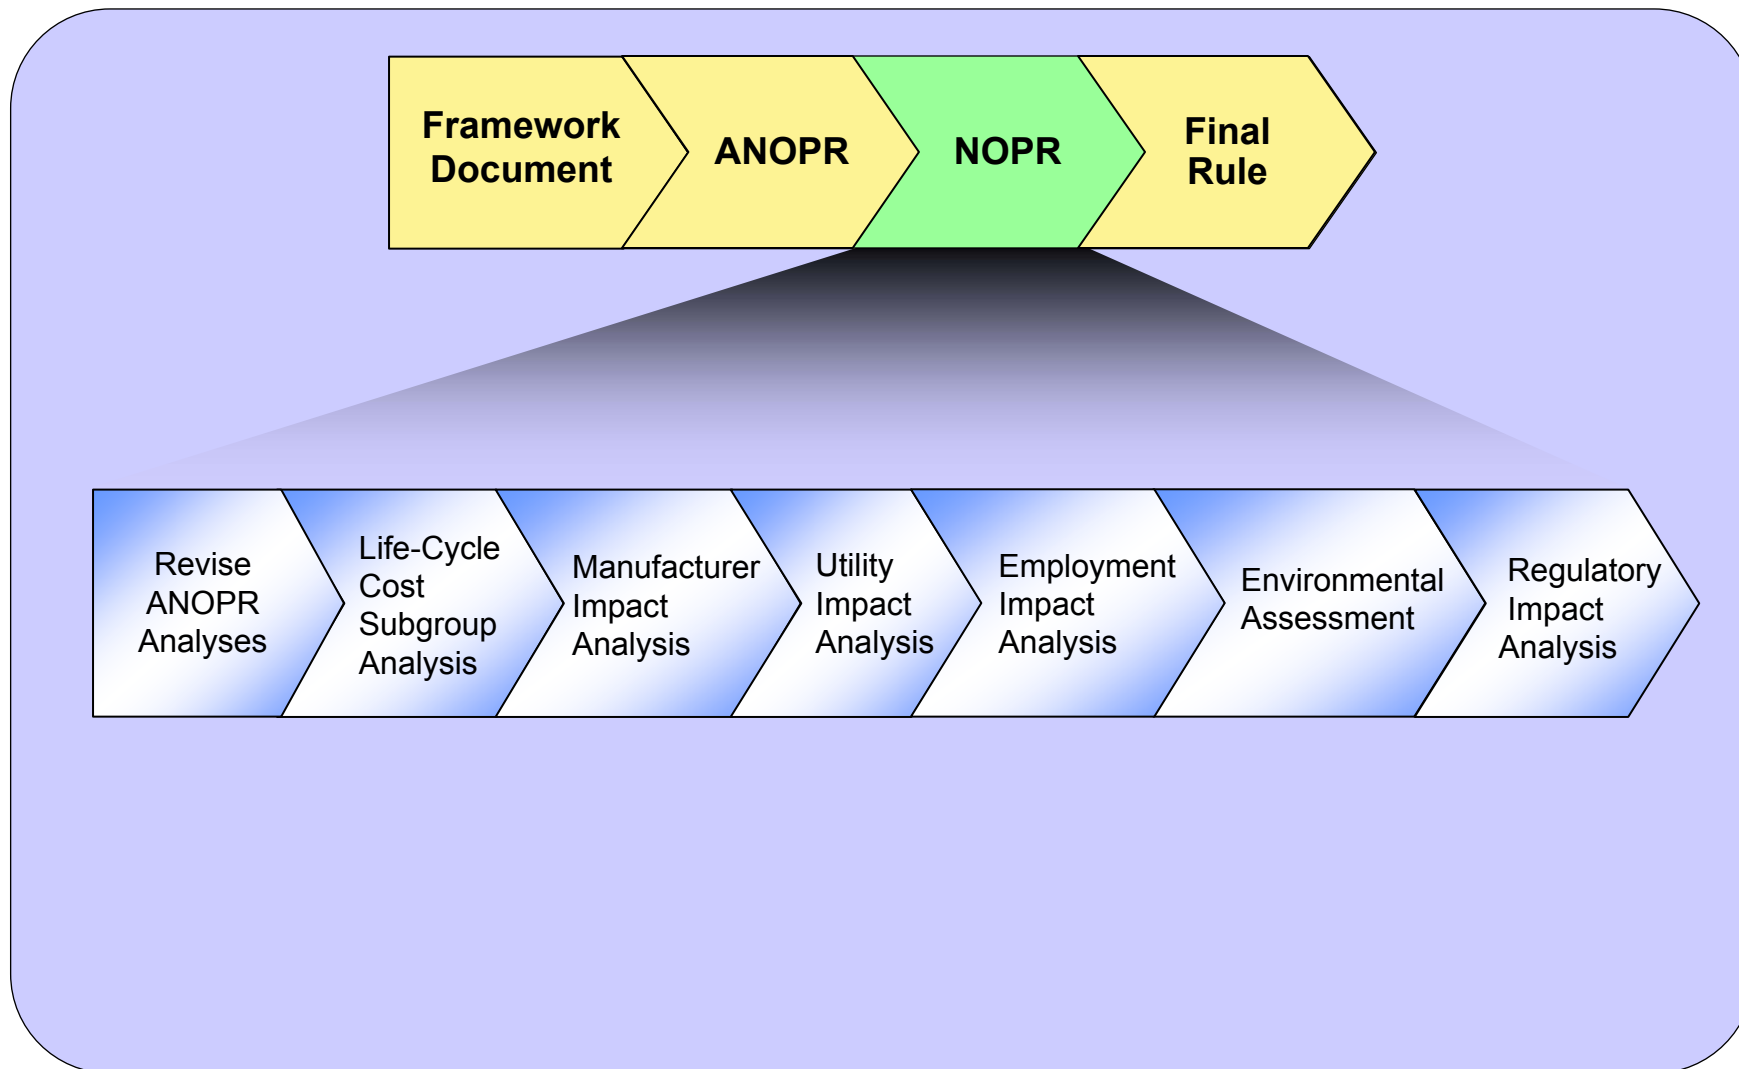 Framework
Document
ANOPR
NOPR
Final
Rule
Revise
ANOPR
Analyses
Life-Cycle
Cost
Subgroup
Analysis
Manufacturer
Impact
Analysis
Utility
Impact
Analysis
Employment
Impact
Analysis
Environmental
Assessment
Regulatory
Impact
Analysis